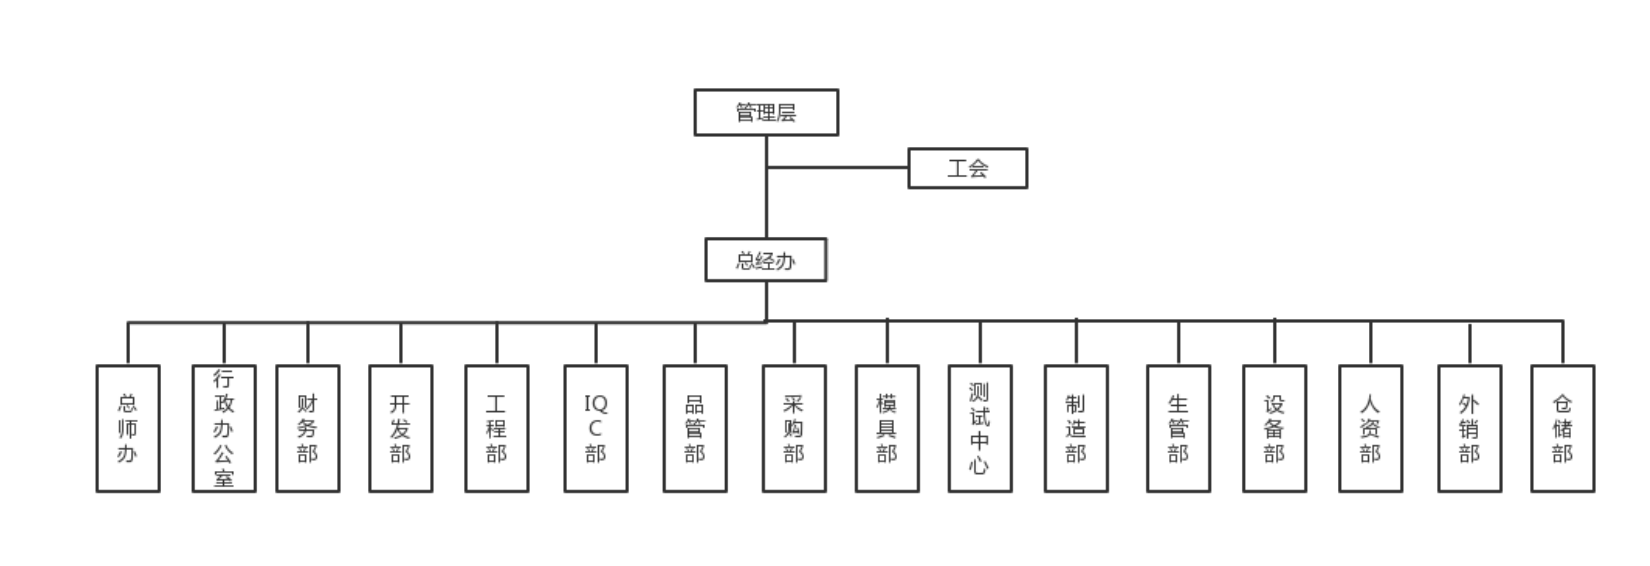 管理层
工会
总经办
总师办
行政办公室
财务部
开发部
工程部
IQC部
品管部
采购部
模具部
测试中心
制造部
生管部
设备部
人资部
外销部
仓储部